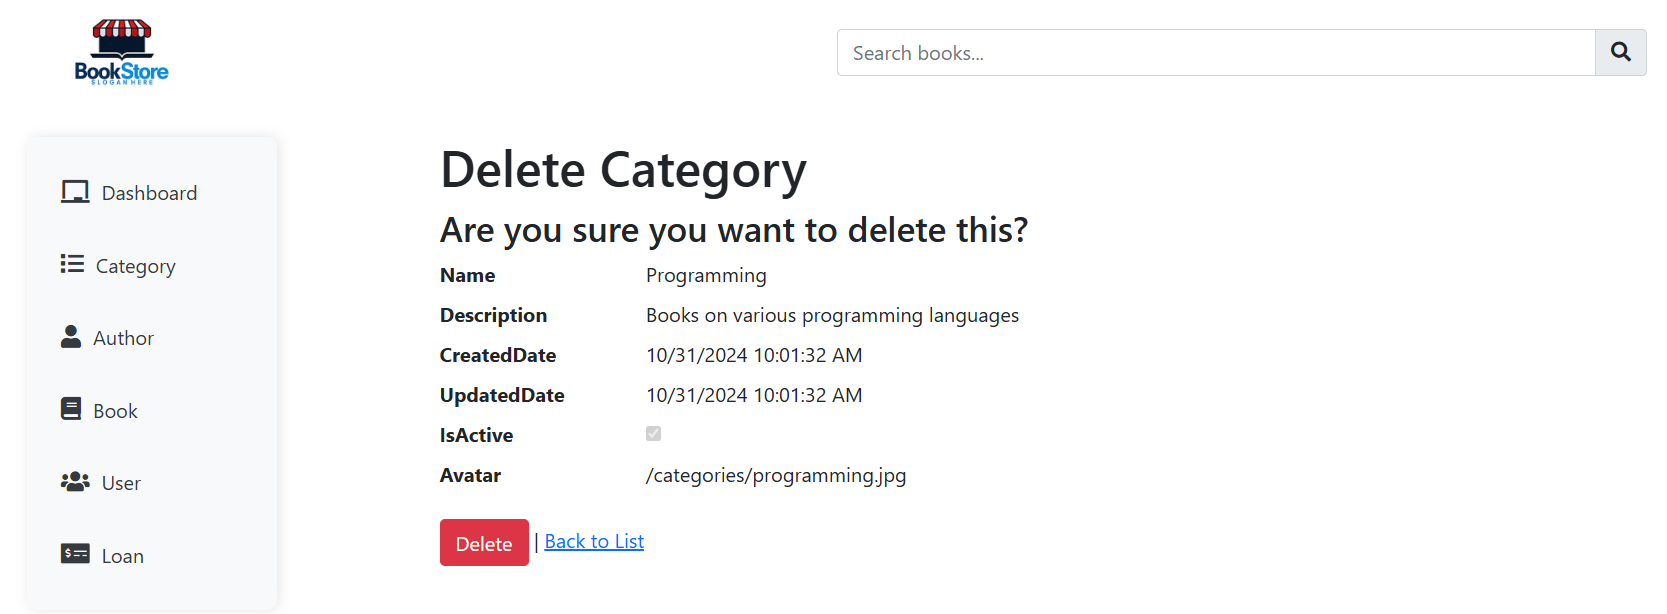 BookStore
SLOGAN HERE
Search books...
Dashboard
Category
Author
Book
User
Loan
Delete Category
Are you sure you want to delete this?
Name Programming
Description Books on various programming languages
CreatedDate 10/31/2024 10:01:32 AM
UpdatedDate 10/31/2024 10:01:32 AM
IsActive
Avatar /categories/programming.jpg
Delete | Back to List